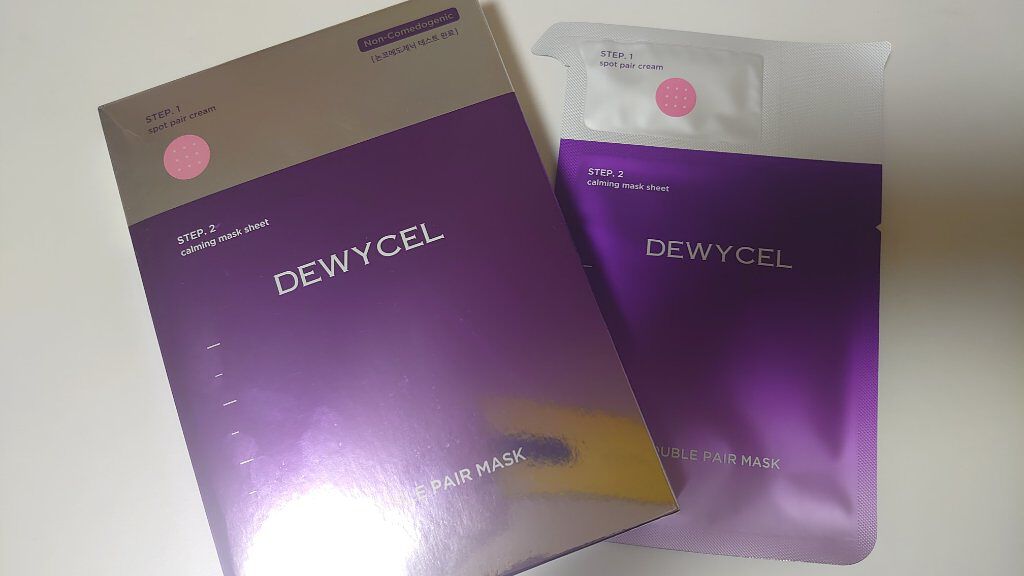 Non-Comedogenic
[논코메도제닉 테스트 완료]
STEP. 1
spot pair cream
STEP. 2
calming mask sheet
DEWYCEL
PAIR MASK
STEP. 1
spot pair cream
STEP. 2
calming mask sheet
DEWYCEL
PAIR MASK